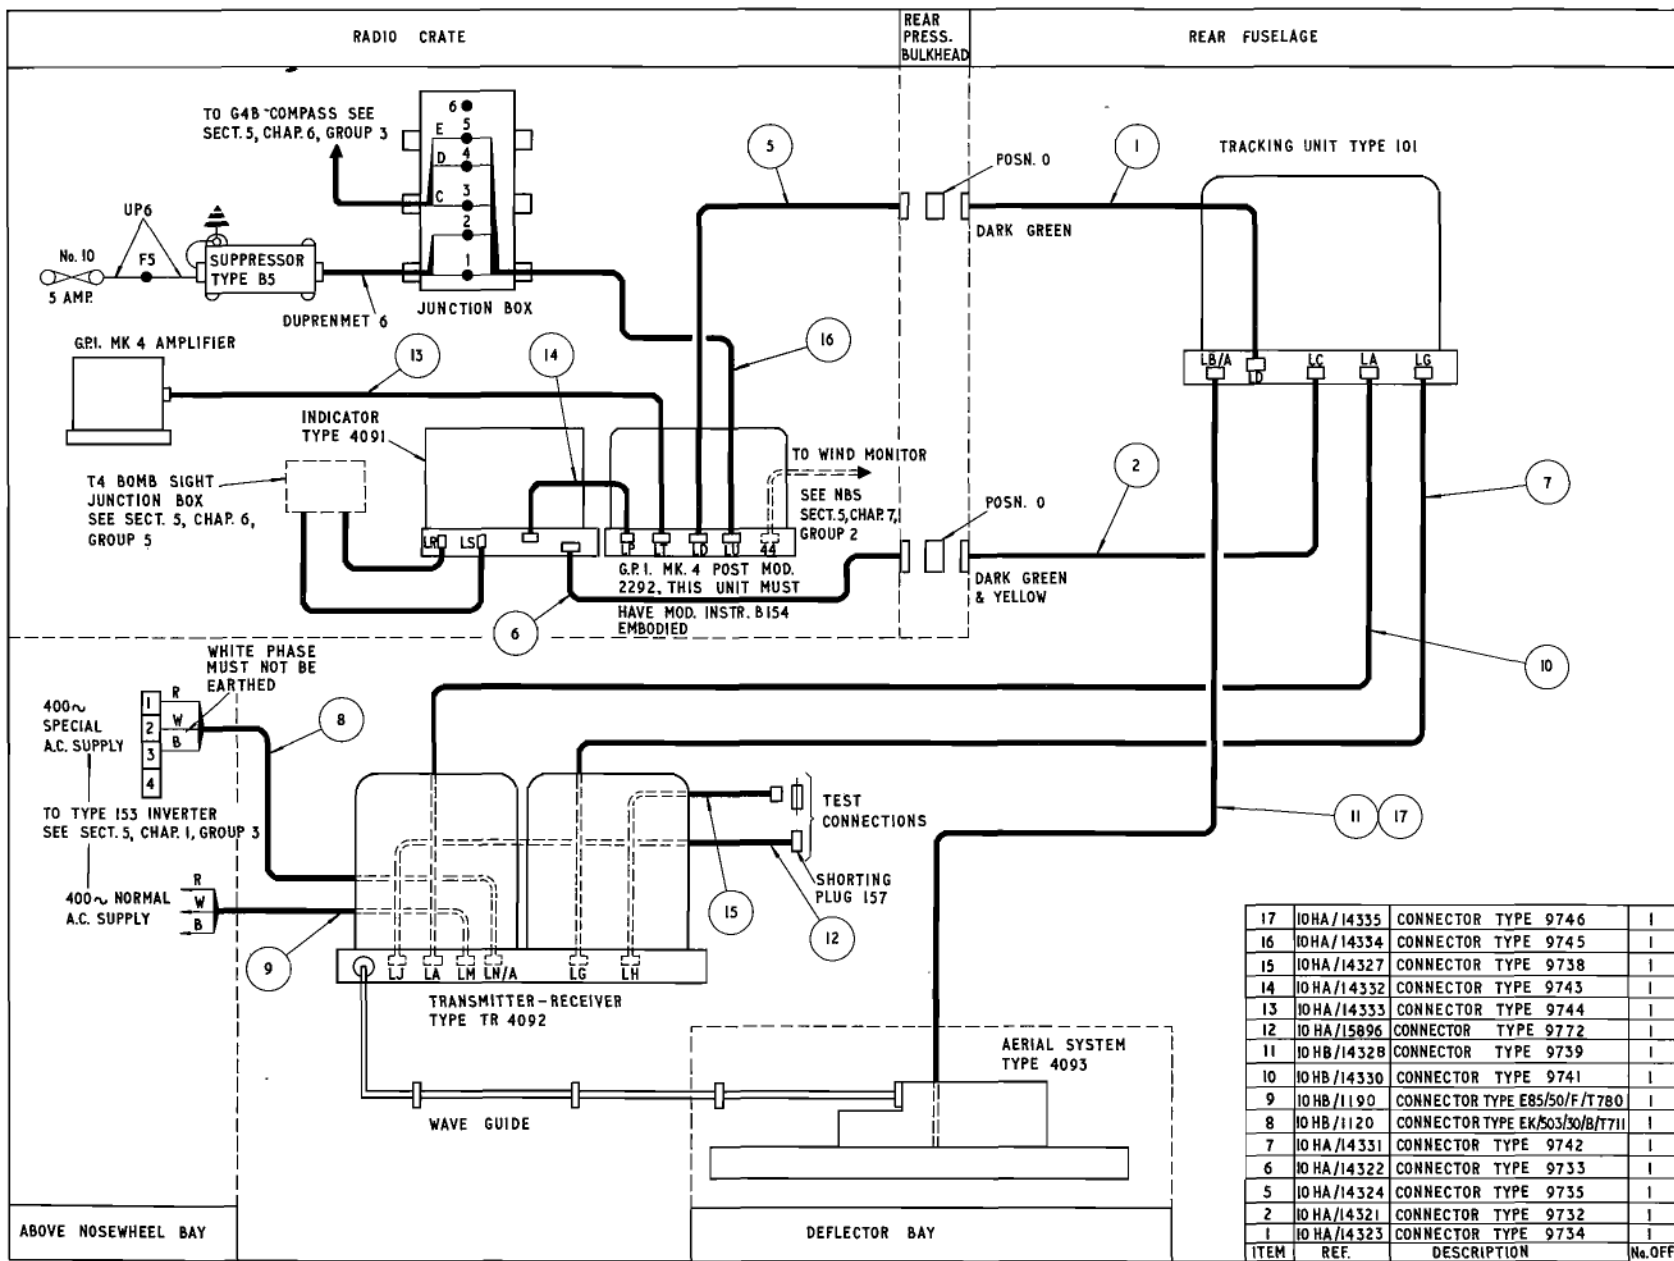 RADIO CRATE
REAR
PRESS.
BULKHEAD
REAR FUSELAGE
TO G4B COMPASS SEE
SECT. 5, CHAP. 6, GROUP 3
6
E 5
D 4
C 3
2
1
JUNCTION BOX
UP6
No. 10
F5
5 AMP.
SUPPRESSOR
TYPE B5
DUPRENMET 6
5
POSN. O
1
DARK GREEN
TRACKING UNIT TYPE 101
LB/A
LD
LC
LA
LG
G.P.I. MK 4 AMPLIFIER
13
14
16
INDICATOR
TYPE 4091
T4 BOMB SIGHT
JUNCTION BOX
SEE SECT. 5, CHAP. 6,
GROUP 5
LR
LS
LP
LT
LD
LU
44
TO WIND MONITOR
SEE NBS
SECT. 5, CHAP. 7,
GROUP 2
POSN. O
2
7
DARK GREEN
& YELLOW
G.P.I. MK. 4 POST MOD.
2292, THIS UNIT MUST
HAVE MOD. INSTR. B154
EMBODIED
6
10
WHITE PHASE
MUST NOT BE
EARTHED
400~
SPECIAL
A.C. SUPPLY
1
2
3
4
R
W
B
8
TO TYPE 153 INVERTER
SEE SECT. 5, CHAP. 1, GROUP 3
400~ NORMAL
A.C. SUPPLY
R
W
B
9
TEST
CONNECTIONS
SHORTING
PLUG 157
15
12
11
17
LJ
LA
LM
LN/A
LG
LH
TRANSMITTER-RECEIVER
TYPE TR 4092
WAVE GUIDE
AERIAL SYSTEM
TYPE 4093
ABOVE NOSEWHEEL BAY
DEFLECTOR BAY
17 10HA/14335 CONNECTOR TYPE 9746 1
16 10HA/14334 CONNECTOR TYPE 9745 1
15 10HA/14327 CONNECTOR TYPE 9738 1
14 10HA/14332 CONNECTOR TYPE 9743 1
13 10HA/14333 CONNECTOR TYPE 9744 1
12 10HA/15896 CONNECTOR TYPE 9772 1
11 10HB/14328 CONNECTOR TYPE 9739 1
10 10HB/14330 CONNECTOR TYPE 9741 1
9 10HB/1190 CONNECTOR TYPE E85/50/F/T780 1
8 10HB/1120 CONNECTOR TYPE EK/503/30/B/T711 1
7 10HA/14331 CONNECTOR TYPE 9742 1
6 10HA/14322 CONNECTOR TYPE 9733 1
5 10HA/14324 CONNECTOR TYPE 9735 1
2 10HA/14321 CONNECTOR TYPE 9732 1
1 10HA/14323 CONNECTOR TYPE 9734 1
ITEM REF. DESCRIPTION No. OFF